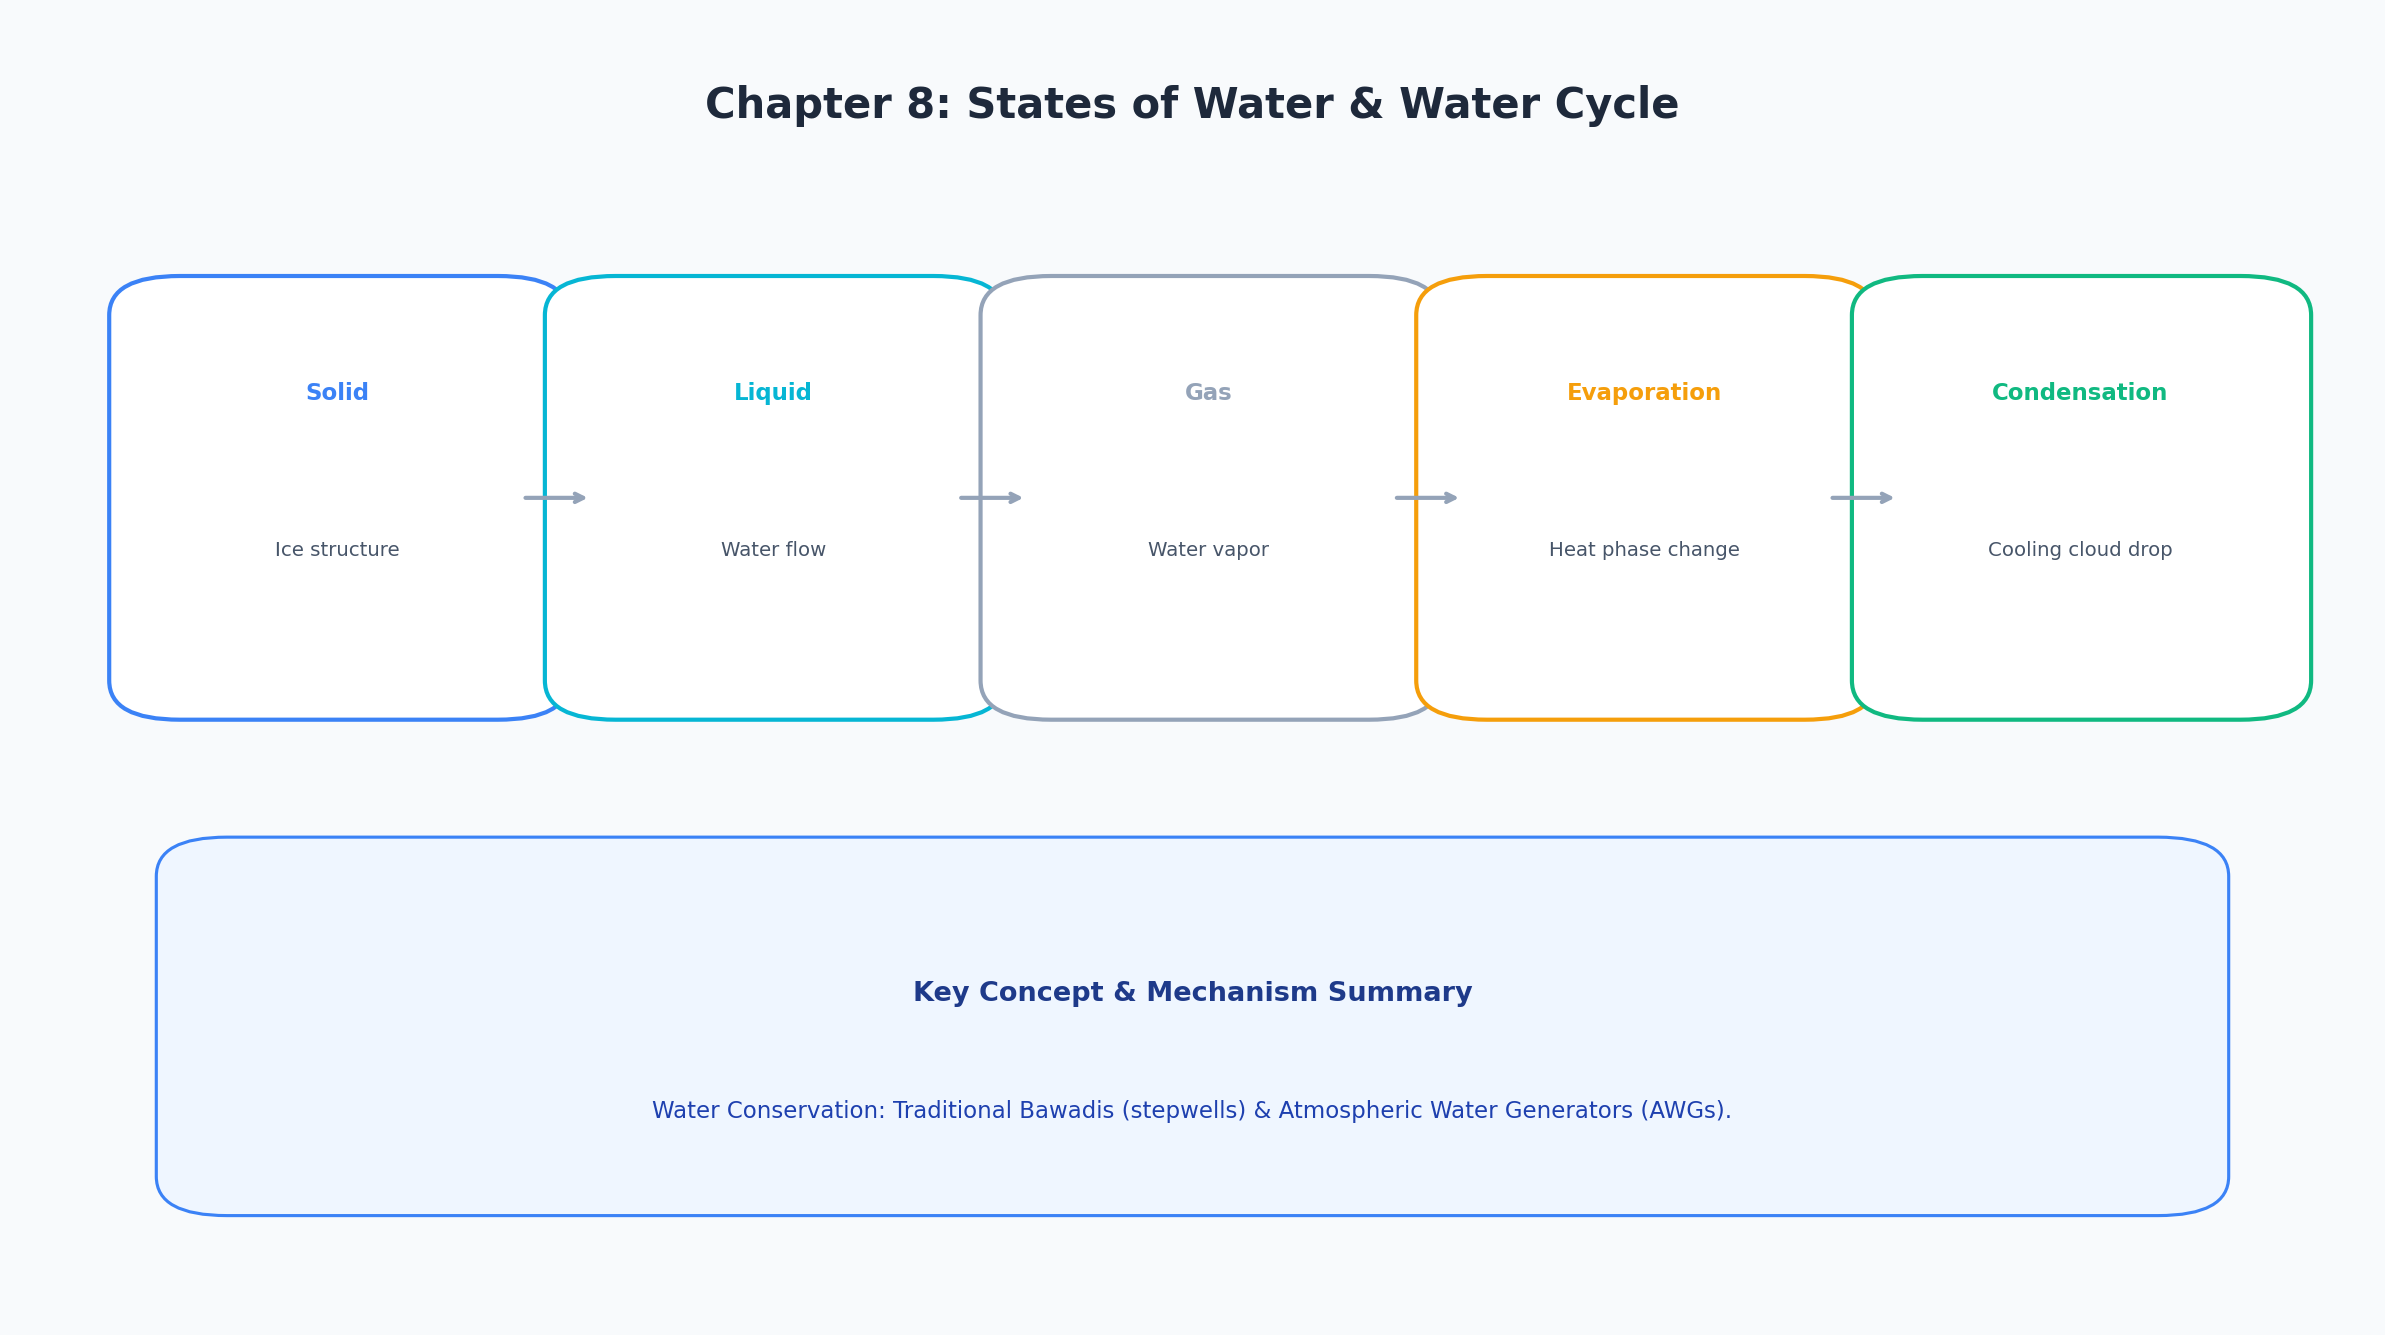 Chapter 8: States of Water & Water Cycle
Solid
Liquid
Gas
Evaporation
Condensation
Ice structure
Water flow
Water vapor
Heat phase change
Cooling cloud drop
Key Concept & Mechanism Summary
Water Conservation: Traditional Bawadis (stepwells) & Atmospheric Water Generators (AWGs).